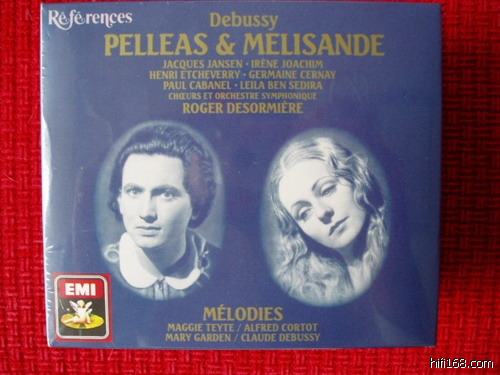 Références
Debussy
PELLEAS & MÉLISANDE
JACQUES JANSEN · IRÈNE JOACHIM
HENRI ETCHEVERRY · GERMAINE CERNAY
PAUL CABANEL · LEILA BEN SEDIRA
CHŒURS ET ORCHESTRE SYMPHONIQUE
ROGER DESORMIÈRE
EMI
MÉLODIES
MAGGIE TEYTE / ALFRED CORTOT
MARY GARDEN / CLAUDE DEBUSSY
hifi168.com